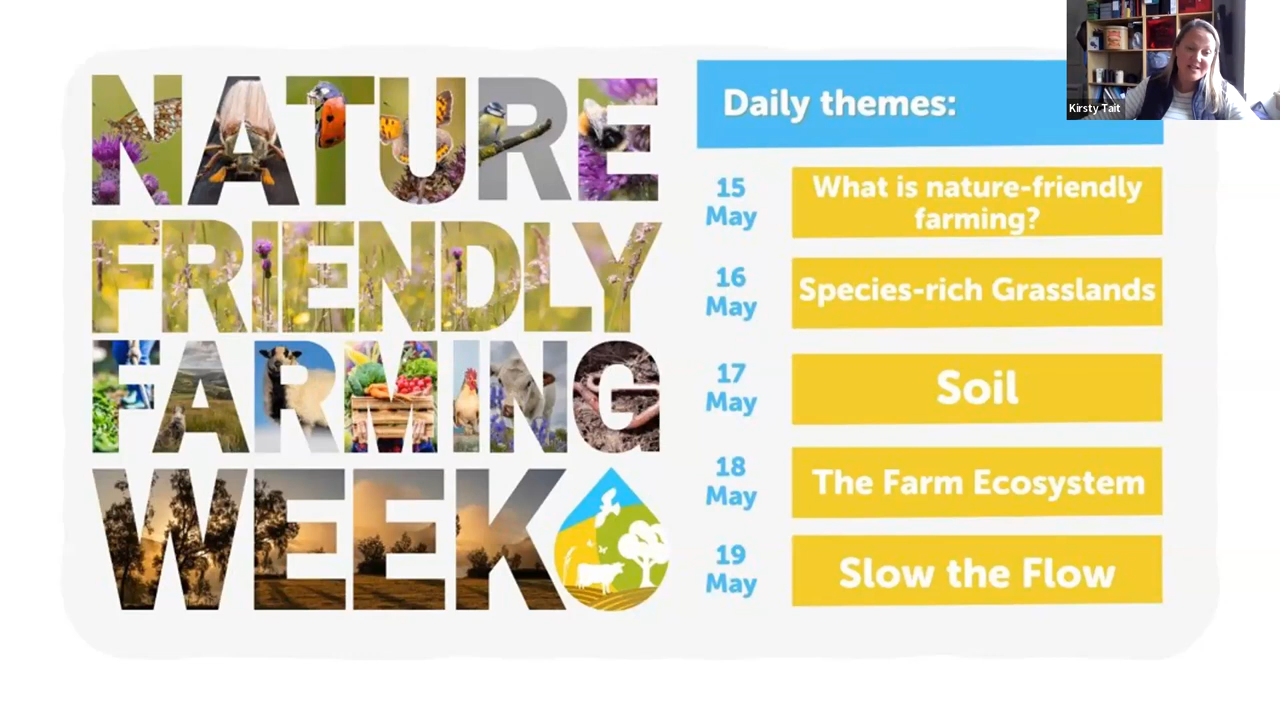 NATURE
FRIENDLY
FARMING
WEEK
Daily themes:
15
May
What is nature-friendly
farming?
16
May
Species-rich Grasslands
17
May
Soil
18
May
The Farm Ecosystem
19
May
Slow the Flow
Kirsty Tait